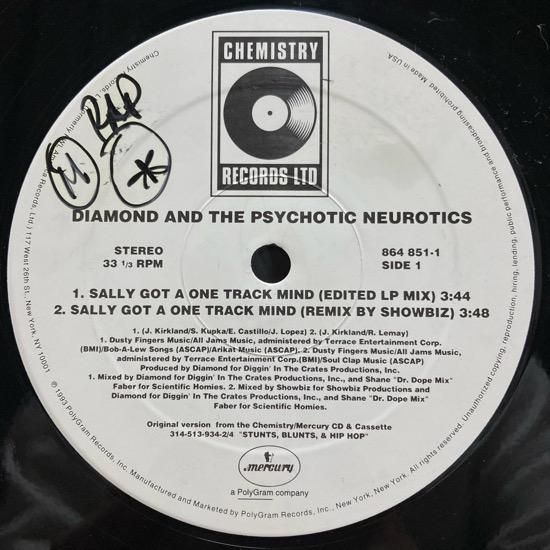 CHEMISTRY
RECORDS LTD
RAP
M.
DIAMOND AND THE PSYCHOTIC NEUROTICS
STEREO
33 1/3 RPM
864 851-1
SIDE 1
1. SALLY GOT A ONE TRACK MIND (EDITED LP MIX) 3:44
2. SALLY GOT A ONE TRACK MIND (REMIX BY SHOWBIZ) 3:48
1. (J. Kirkland/S. Kupka/E. Castillo/J. Lopez) 2. (J. Kirkland/R. Lemay)
1. Dusty Fingers Music/All Jams Music, administered by Terrace Entertainment Corp.
(BMI)/Bob-A-Lew Songs (ASCAP)/Arikat Music (ASCAP). 2. Dusty Fingers Music/All Jams Music,
administered by Terrace Entertainment Corp.(BMI)/Soul Clap Music (ASCAP)
Produced by Diamond for Diggin' In The Crates Productions, Inc.
1. Mixed by Diamond for Diggin' In the Crates Productions, Inc., and Shane "Dr. Dope Mix"
Faber for Scientific Homies. 2. Mixed by Showbiz for Showbiz Productions and
Diamond for Diggin' In The Crates Productions, Inc., and Shane "Dr. Dope Mix"
Faber for Scientific Homies.
Original version from the Chemistry/Mercury CD & Cassette
314-513-934-2/4 "STUNTS, BLUNTS, & HIP HOP"
mercury
a PolyGram company
117 West 26th St., New York, NY 10001
℗ 1993 PolyGram Records, Inc. Manufactured and Marketed by PolyGram Records, Inc., New York, New York. All rights reserved. Unauthorized copying, reproduction, hiring, lending, public performance and broadcasting prohibited. Made in USA